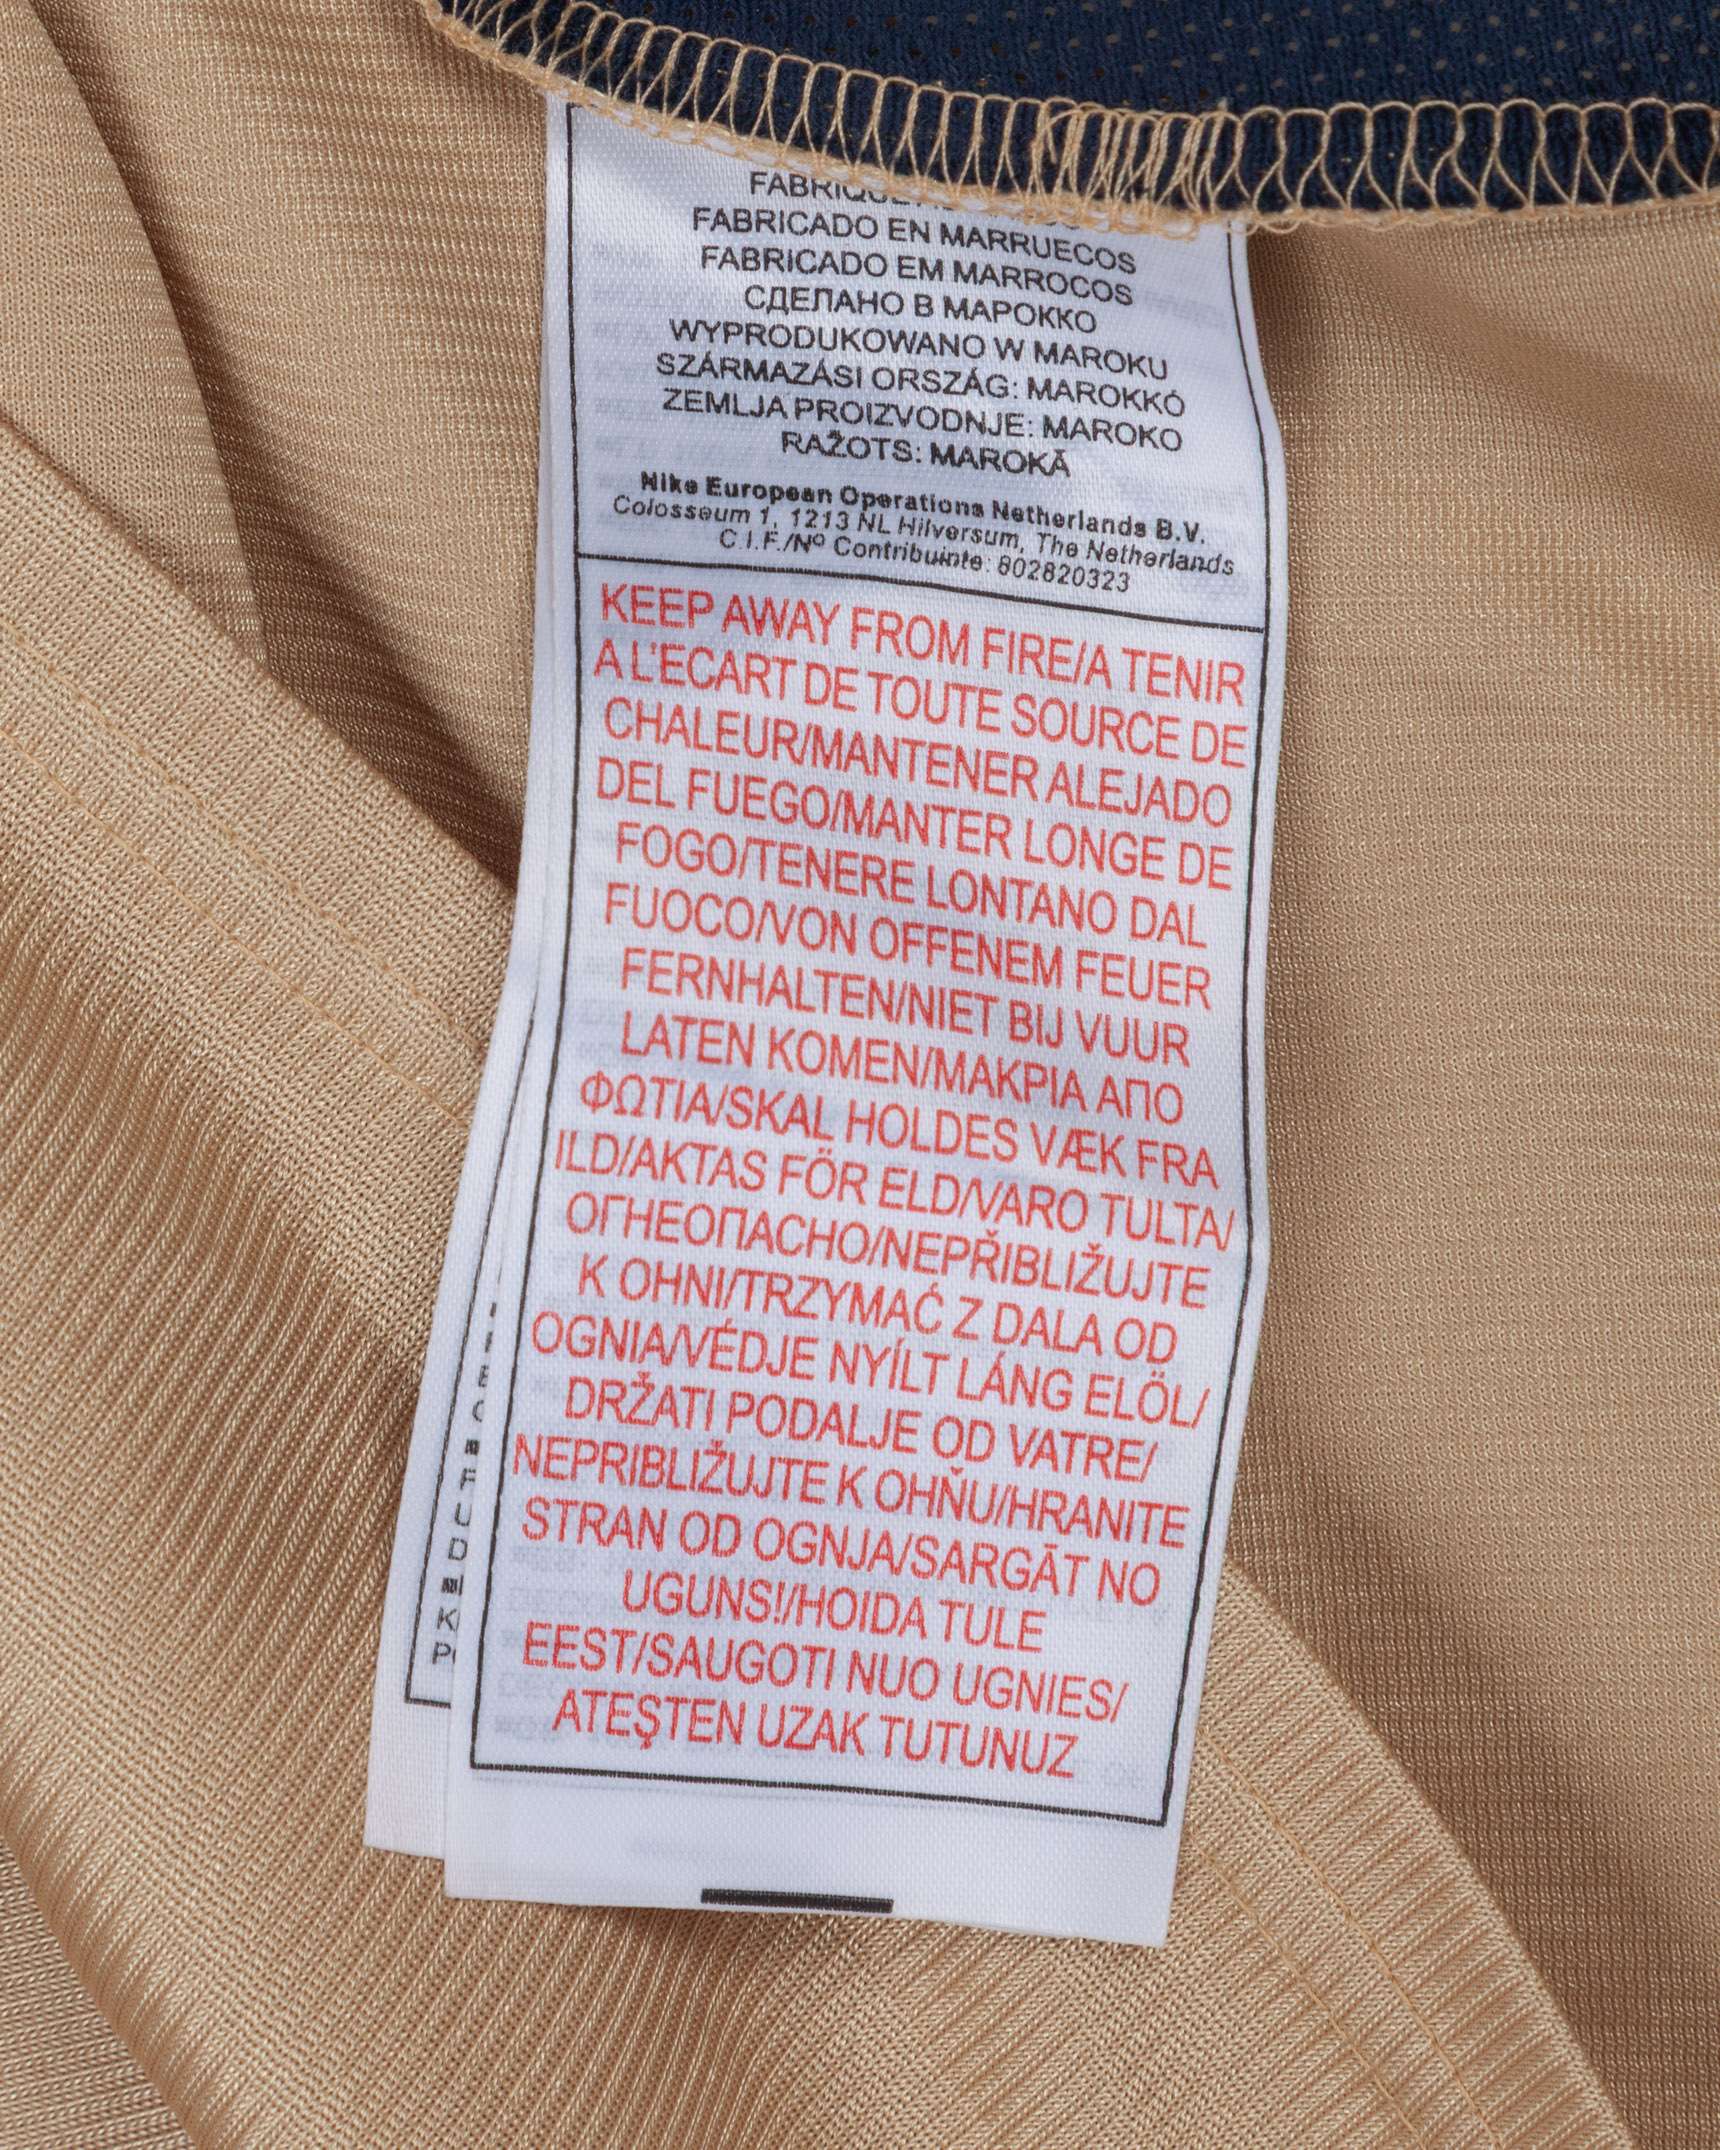 FABRICADO EN MARRUECOS
FABRICADO EM MARROCOS
СДЕЛАНО В МАРОККО
WYPRODUKOWANO W MAROKU
SZÁRMAZÁSI ORSZÁG: MAROKKÓ
ZEMLJA PROIZVODNJE: MAROKO
RAŽOTS: MAROKĀ
Nike European Operations Netherlands B.V.
Colosseum 1, 1213 NL Hilversum, The Netherlands
C.I.F./Nº Contribuinte: 802820323
KEEP AWAY FROM FIRE/A TENIR
A L'ECART DE TOUTE SOURCE DE
CHALEUR/MANTENER ALEJADO
DEL FUEGO/MANTER LONGE DE
FOGO/TENERE LONTANO DAL
FUOCO/VON OFFENEM FEUER
FERNHALTEN/NIET BIJ VUUR
LATEN KOMEN/ΜΑΚΡΙΑ ΑΠΟ
ΦΩΤΙΑ/SKAL HOLDES VÆK FRA
ILD/AKTAS FÖR ELD/VARO TULTA/
ОГНЕОПАСНО/NEPŘIBLIŽUJTE
K OHNI/TRZYMAĆ Z DALA OD
OGNIA/VÉDJE NYÍLT LÁNG ELÖL/
DRŽATI PODALJE OD VATRE/
NEPRIBLIŽUJTE K OHŇU/HRANITE
STRAN OD OGNJA/SARGĀT NO
UGUNS!/HOIDA TULE
EEST/SAUGOTI NUO UGNIES/
ATEŞTEN UZAK TUTUNUZ